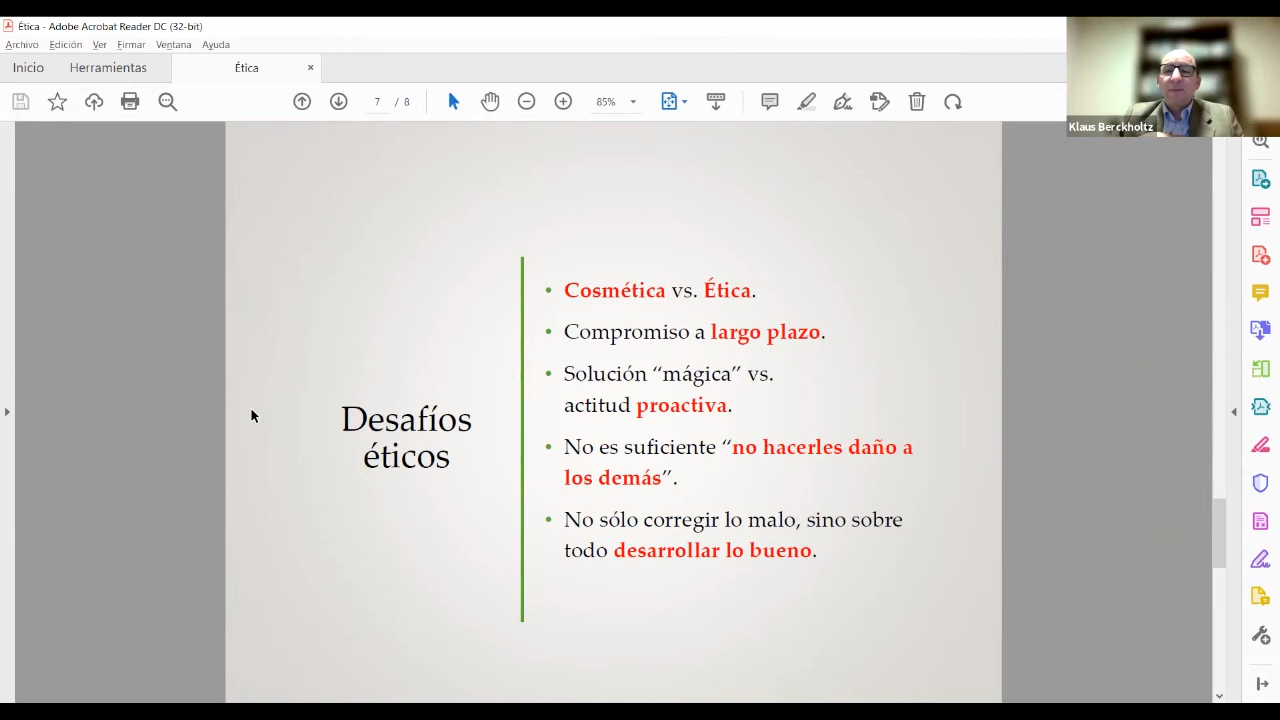 Ética - Adobe Acrobat Reader DC (32-bit)
Archivo Edición Ver Firmar Ventana Ayuda
Inicio Herramientas Ética ×
7 / 8 85%
Klaus Berckholtz
Desafíos
éticos
• Cosmética vs. Ética.
• Compromiso a largo plazo.
• Solución “mágica” vs.
actitud proactiva.
• No es suficiente “no hacerles daño a
los demás”.
• No sólo corregir lo malo, sino sobre
todo desarrollar lo bueno.